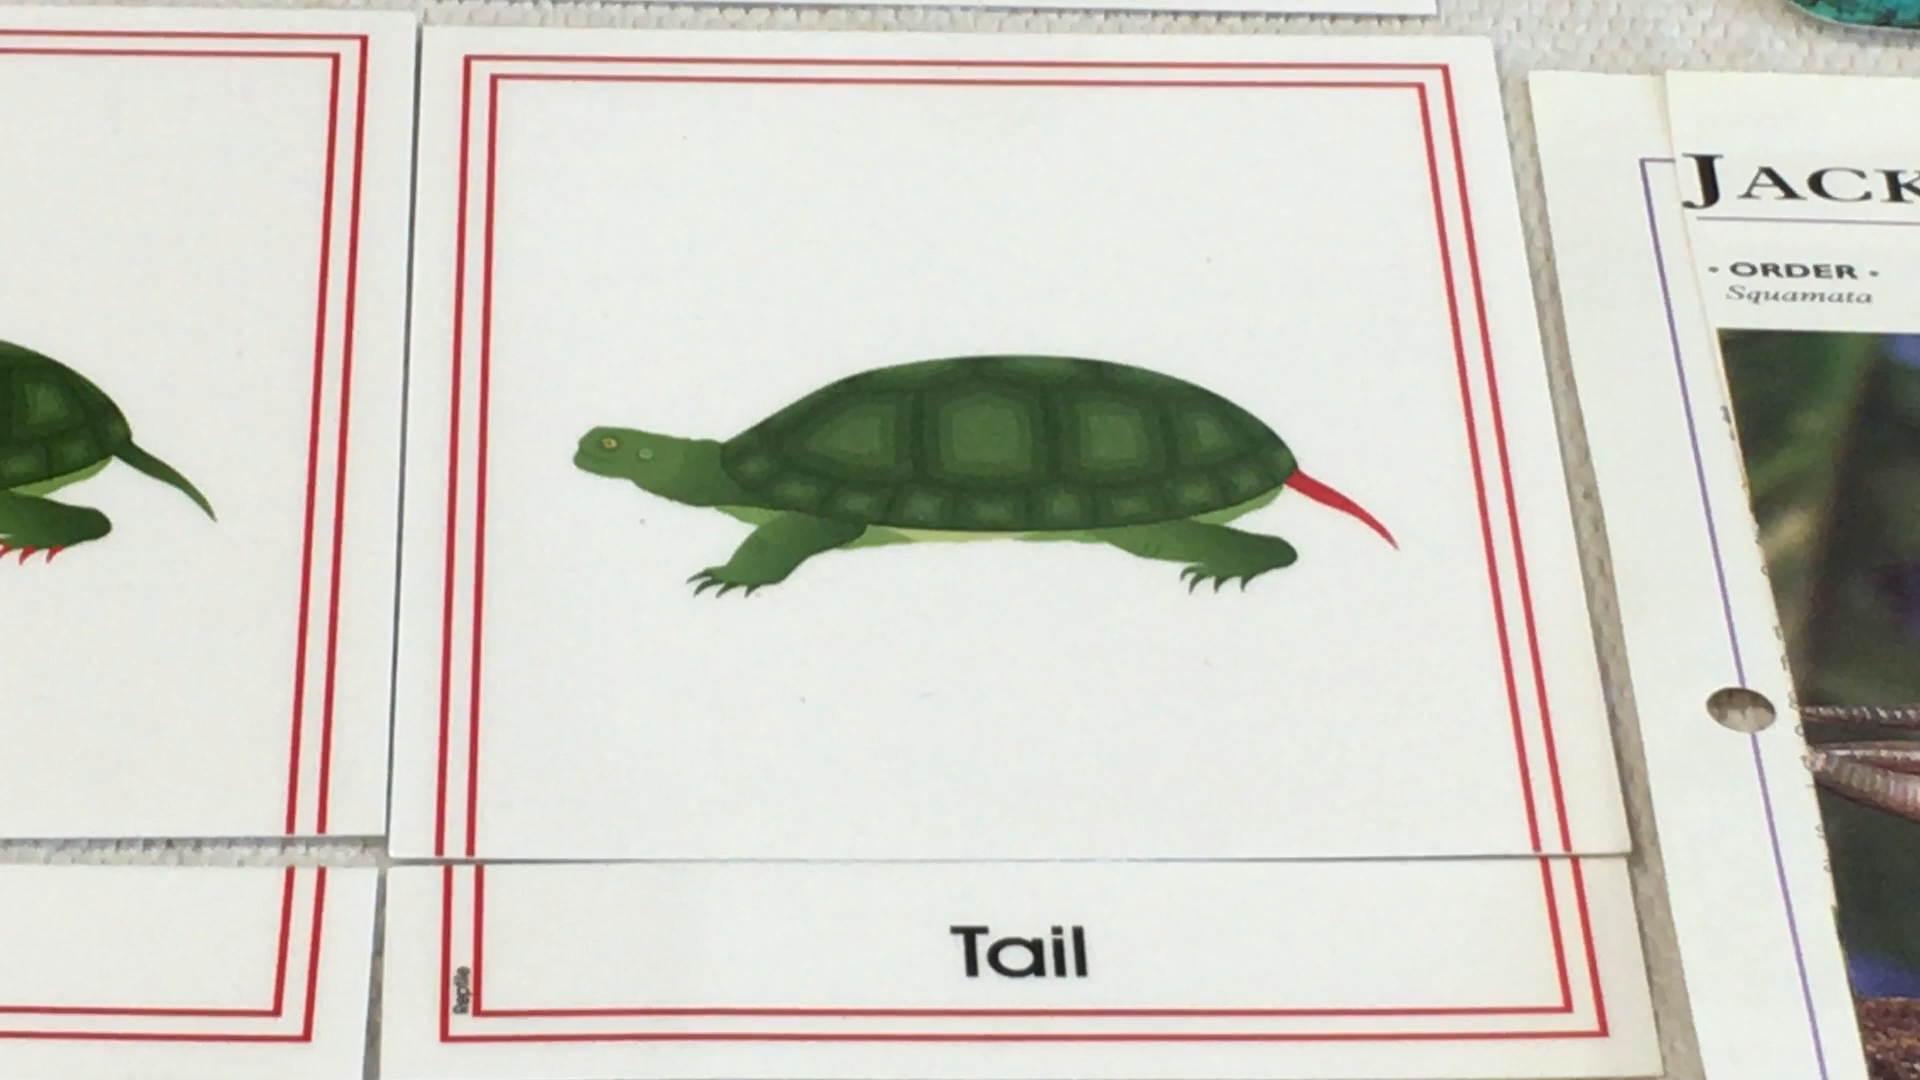 JACK
• ORDER •
Squamata
Tail
Reptile